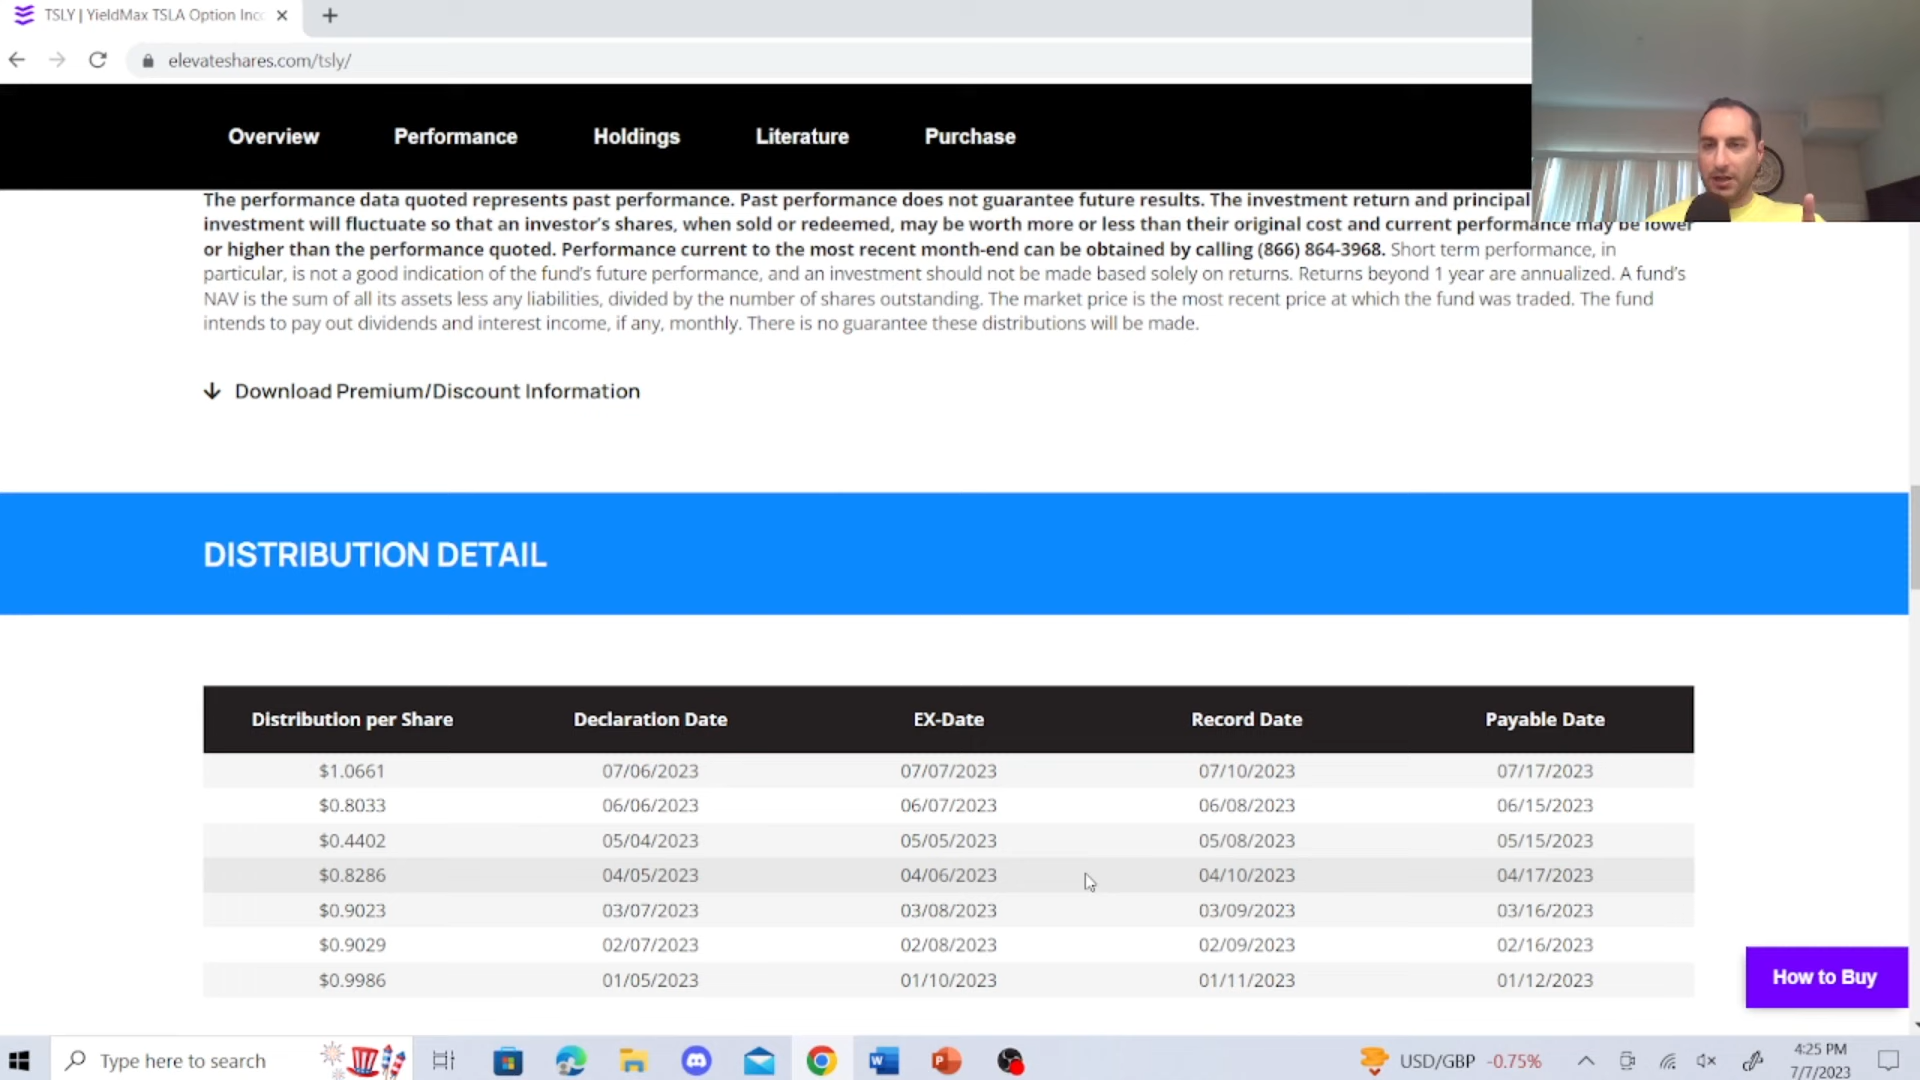 TSLY | YieldMax TSLA Option Inc
elevateshares.com/tsly/
Overview Performance Holdings Literature Purchase
The performance data quoted represents past performance. Past performance does not guarantee future results. The investment return and principal
investment will fluctuate so that an investor's shares, when sold or redeemed, may be worth more or less than their original cost and current performance may be lower
or higher than the performance quoted. Performance current to the most recent month-end can be obtained by calling (866) 864-3968. Short term performance, in
particular, is not a good indication of the fund's future performance, and an investment should not be made based solely on returns. Returns beyond 1 year are annualized. A fund's
NAV is the sum of all its assets less any liabilities, divided by the number of shares outstanding. The market price is the most recent price at which the fund was traded. The fund
intends to pay out dividends and interest income, if any, monthly. There is no guarantee these distributions will be made.
Download Premium/Discount Information
DISTRIBUTION DETAIL
Distribution per Share Declaration Date EX-Date Record Date Payable Date
$1.0661 07/06/2023 07/07/2023 07/10/2023 07/17/2023
$0.8033 06/06/2023 06/07/2023 06/08/2023 06/15/2023
$0.4402 05/04/2023 05/05/2023 05/08/2023 05/15/2023
$0.8286 04/05/2023 04/06/2023 04/10/2023 04/17/2023
$0.9023 03/07/2023 03/08/2023 03/09/2023 03/16/2023
$0.9029 02/07/2023 02/08/2023 02/09/2023 02/16/2023
$0.9986 01/05/2023 01/10/2023 01/11/2023 01/12/2023
How to Buy
Type here to search
USD/GBP -0.75%
4:25 PM
7/7/2023